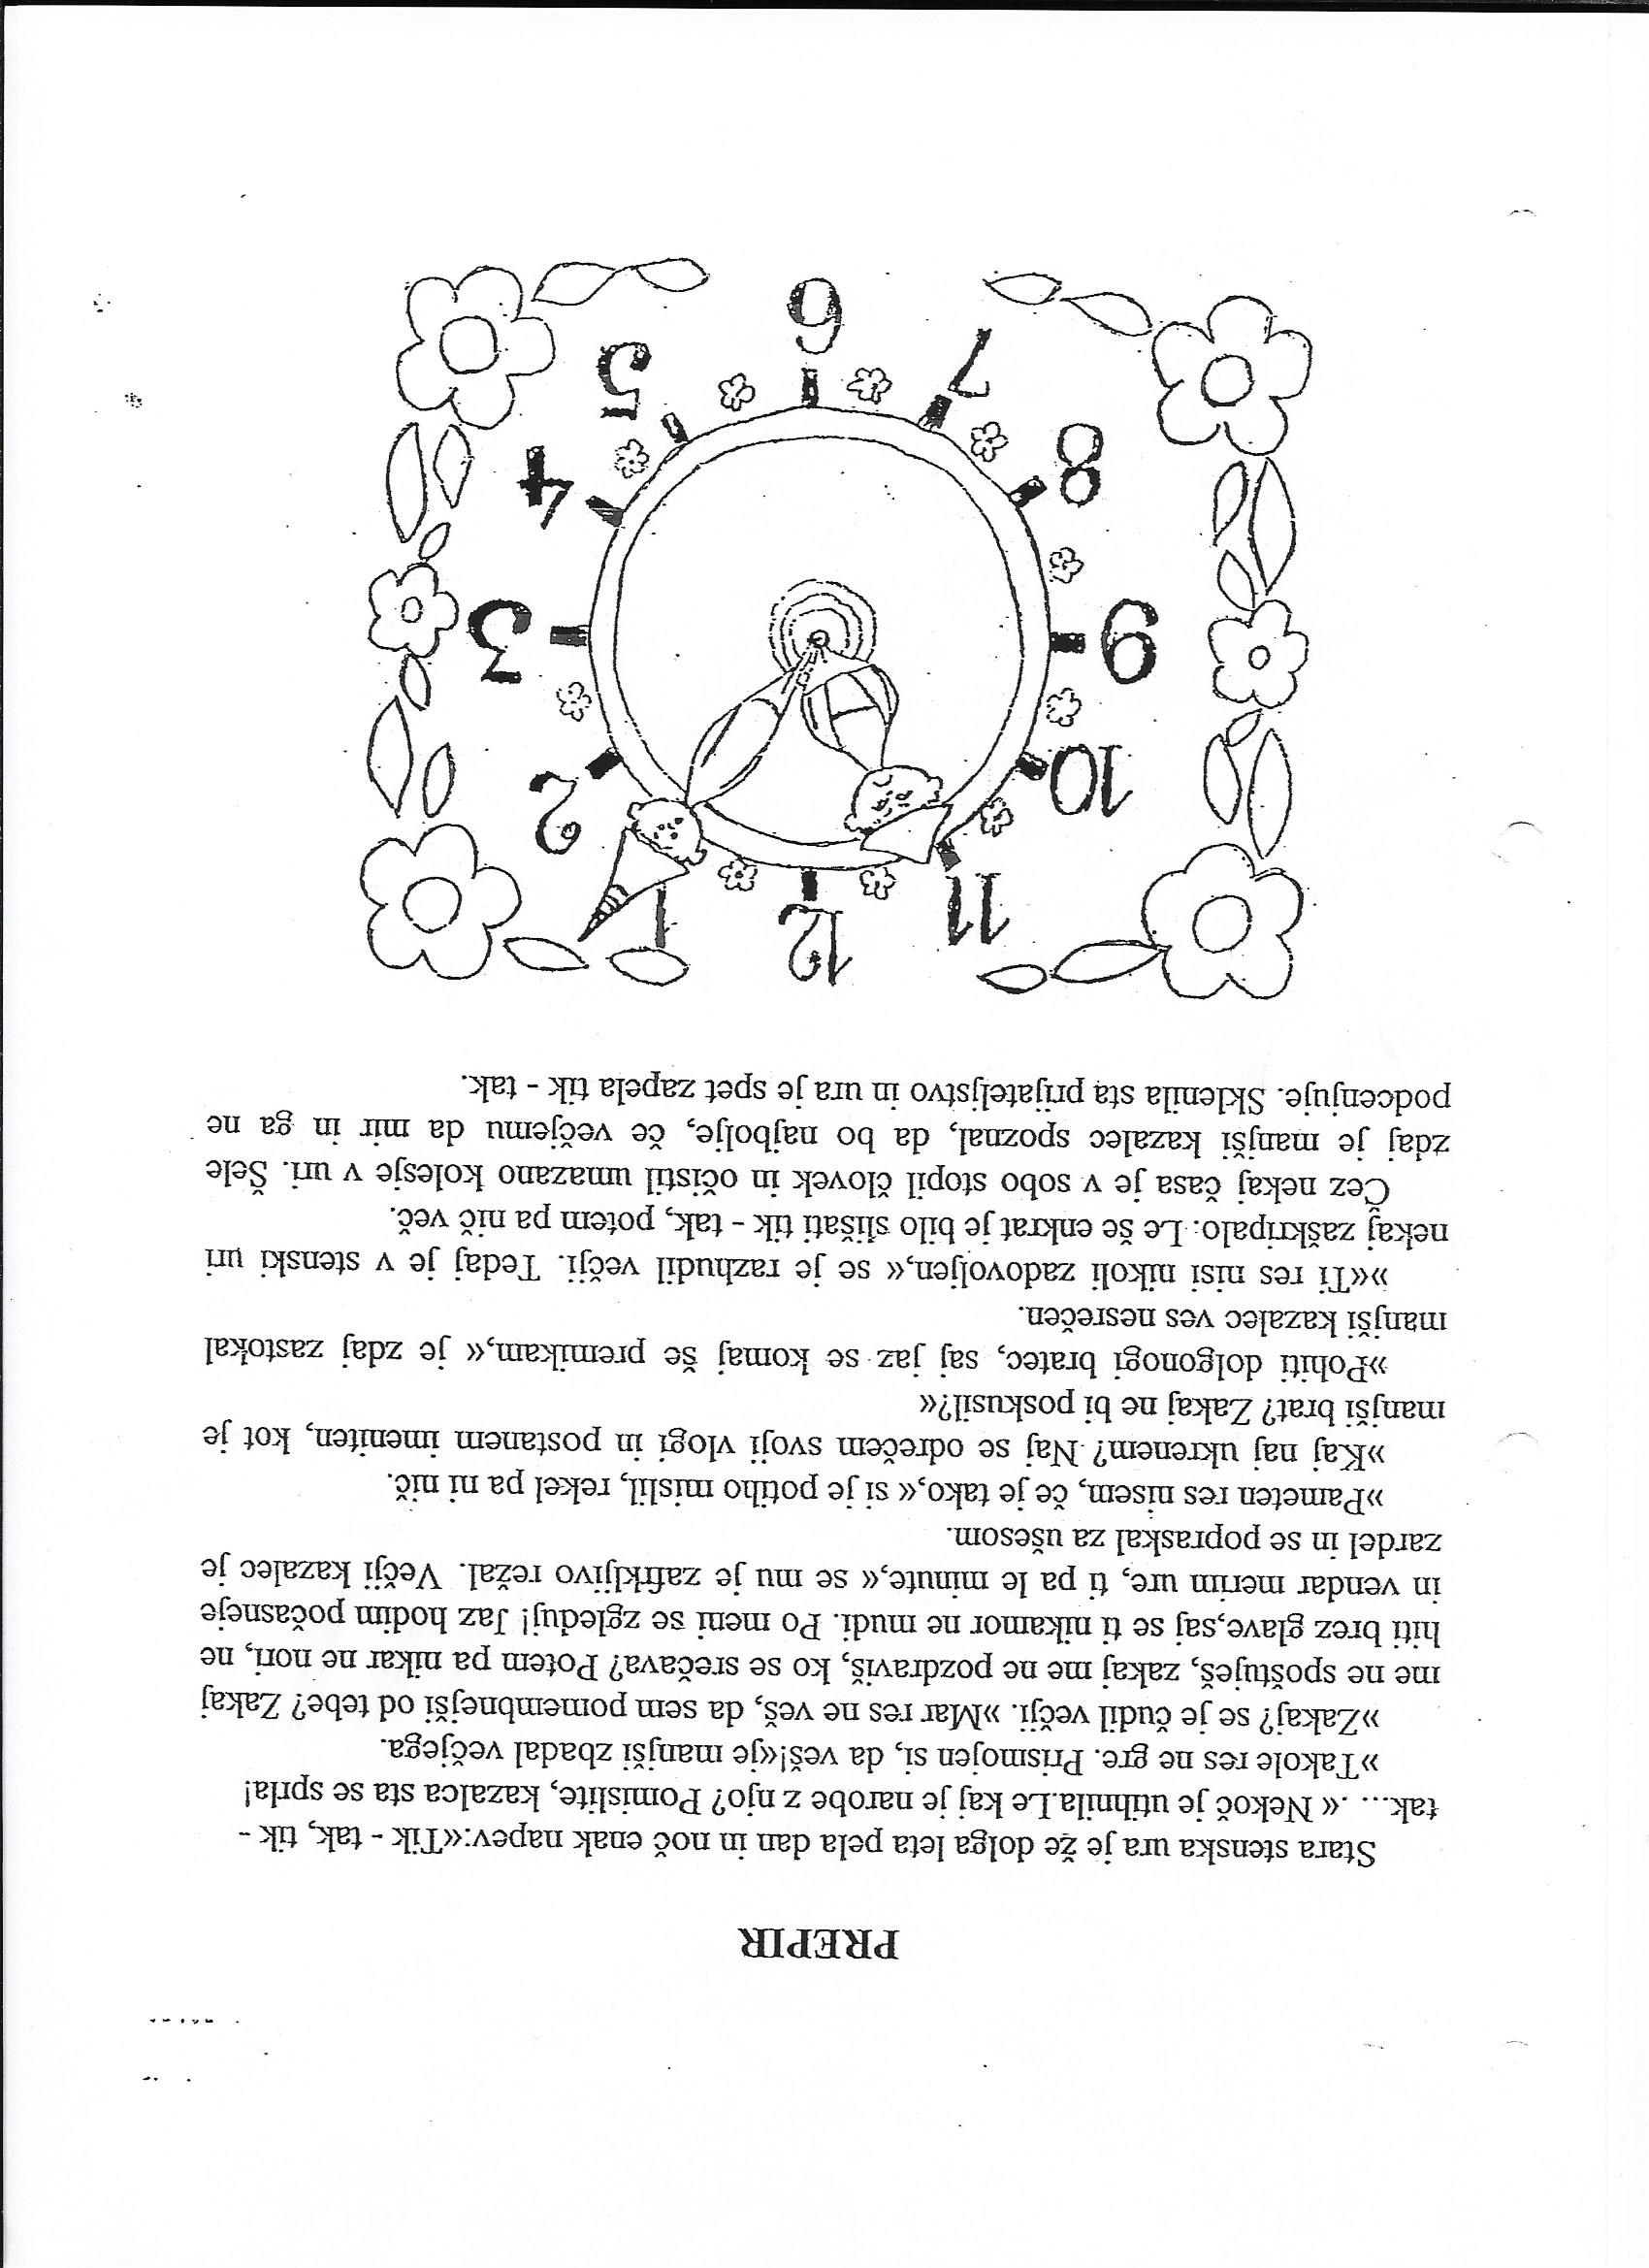 PREPIR
Stara stenska ura je že dolga leta pela dan in noč enak napev:«Tik - tak, tik -
tak... .« Nekoč je utihnila.Le kaj je narobe z njo? Pomislite, kazalca sta se sprla!
»Takole res ne gre. Prismojen si, da veš!«je manjši zbadal večjega.
»Zakaj? se je čudil večji. »Mar res ne veš, da sem pomembnejši od tebe? Zakaj
me ne spoštuješ, zakaj me ne pozdraviš, ko se srečava? Potem pa nikar ne nori, ne
hiti brez glave,saj se ti nikamor ne mudi. Po meni se zgleduj! Jaz hodim počasneje
in vendar merim ure, ti pa le minute,« se mu je zafrkljivo režal. Večji kazalec je
zardel in se popraskal za ušesom.
»Pameten res nisem, če je tako,« si je potiho mislil, rekel pa ni nič.
»Kaj naj ukrenem? Naj se odrečem svoji vlogi in postanem imeniten, kot je
manjši brat? Zakaj ne bi poskusil?«
»Pohiti dolgonogi bratec, saj jaz se komaj še premikam,« je zdaj zastokal
manjši kazalec ves nesrečen.
»«Ti res nisi nikoli zadovoljen,« se je razhudil večji. Tedaj je v stenski uri
nekaj zaškripalo: Le še enkrat je bilo slišati tik - tak, potem pa nič več.
Čez nekaj časa je v sobo stopil človek in očistil umazano kolesje v uri. Šele
zdaj je manjši kazalec spoznal, da bo najbolje, če večjemu da mir in ga ne
podcenjuje. Sklenila sta prijateljstvo in ura je spet zapela tik - tak.
12
11
1
10
2
9
3
8
4
7
5
6